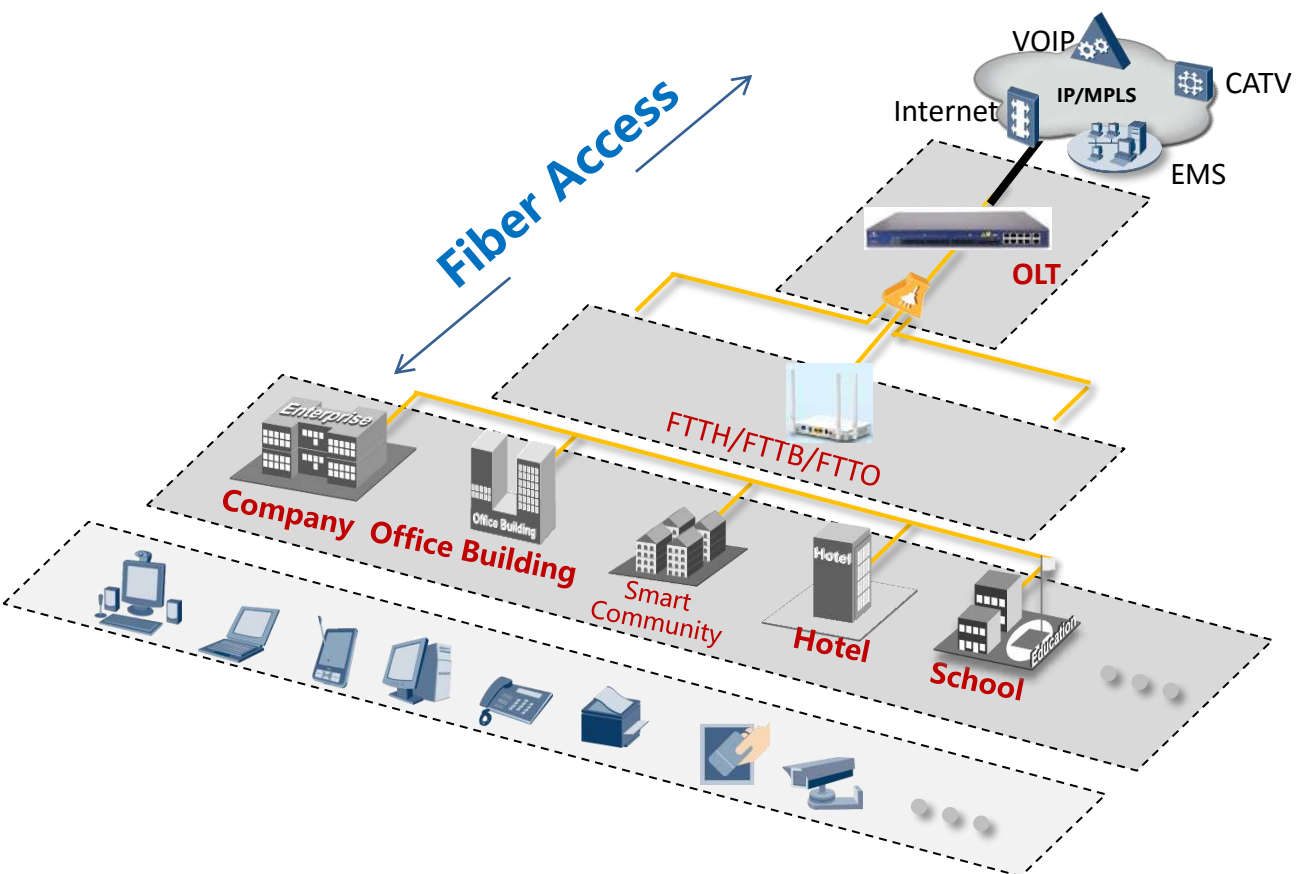 VOIP
IP/MPLS
CATV
Internet
EMS
Fiber Access
OLT
FTTH/FTTB/FTTO
Enterprise
Company
Office Building
Office Building
Smart
Community
Hotel
Hotel
Education
School